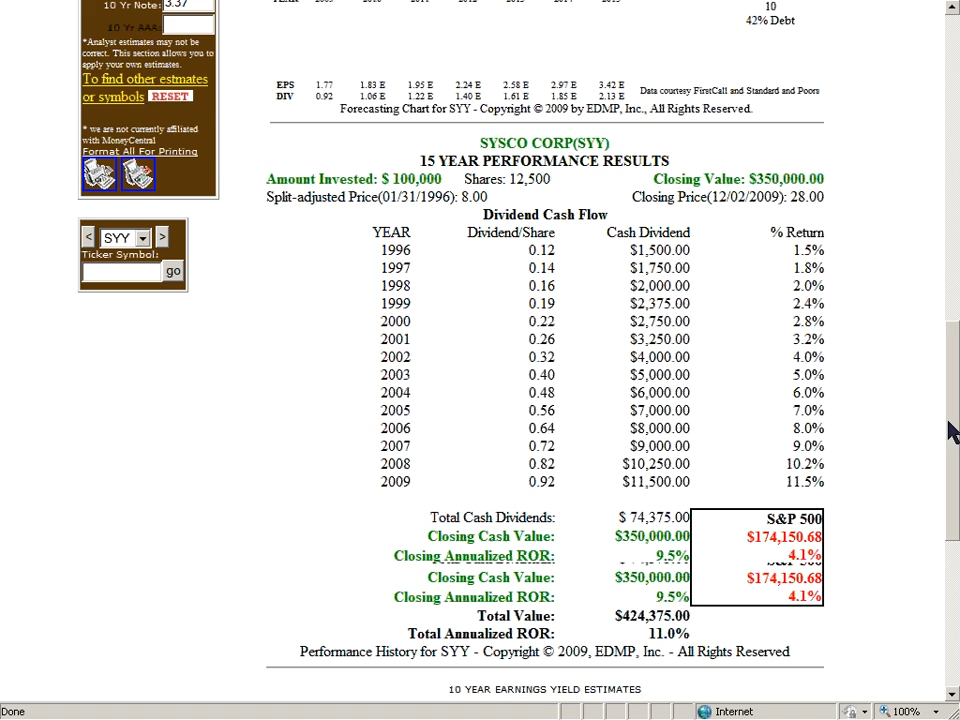 10 Yr Note: 3.37
10 Yr AAA:
*Analyst estimates may not be
correct. This section allows you to
apply your own estimates.
To find other estmates
or symbols RESET
* we are not currently affiliated
with MoneyCentral
Format All For Printing
< SYY >
Ticker Symbol:
go
10
42% Debt
EPS 1.77 1.83 E 1.95 E 2.24 E 2.58 E 2.97 E 3.42 E
DIV 0.92 1.06 E 1.22 E 1.40 E 1.61 E 1.85 E 2.13 E
Data courtesy FirstCall and Standard and Poors
Forecasting Chart for SYY - Copyright © 2009 by EDMP, Inc., All Rights Reserved.
SYSCO CORP(SYY)
15 YEAR PERFORMANCE RESULTS
Amount Invested: $ 100,000 Shares: 12,500 Closing Value: $350,000.00
Split-adjusted Price(01/31/1996): 8.00 Closing Price(12/02/2009): 28.00
Dividend Cash Flow
YEAR Dividend/Share Cash Dividend % Return
1996 0.12 $1,500.00 1.5%
1997 0.14 $1,750.00 1.8%
1998 0.16 $2,000.00 2.0%
1999 0.19 $2,375.00 2.4%
2000 0.22 $2,750.00 2.8%
2001 0.26 $3,250.00 3.2%
2002 0.32 $4,000.00 4.0%
2003 0.40 $5,000.00 5.0%
2004 0.48 $6,000.00 6.0%
2005 0.56 $7,000.00 7.0%
2006 0.64 $8,000.00 8.0%
2007 0.72 $9,000.00 9.0%
2008 0.82 $10,250.00 10.2%
2009 0.92 $11,500.00 11.5%
Total Cash Dividends: $ 74,375.00 S&P 500
Closing Cash Value: $350,000.00 $174,150.68
Closing Annualized ROR: 9.5% 4.1%
Closing Cash Value: $350,000.00 $174,150.68
Closing Annualized ROR: 9.5% 4.1%
Total Value: $424,375.00
Total Annualized ROR: 11.0%
Performance History for SYY - Copyright © 2009, EDMP, Inc. - All Rights Reserved
10 YEAR EARNINGS YIELD ESTIMATES
Done
Internet
100%